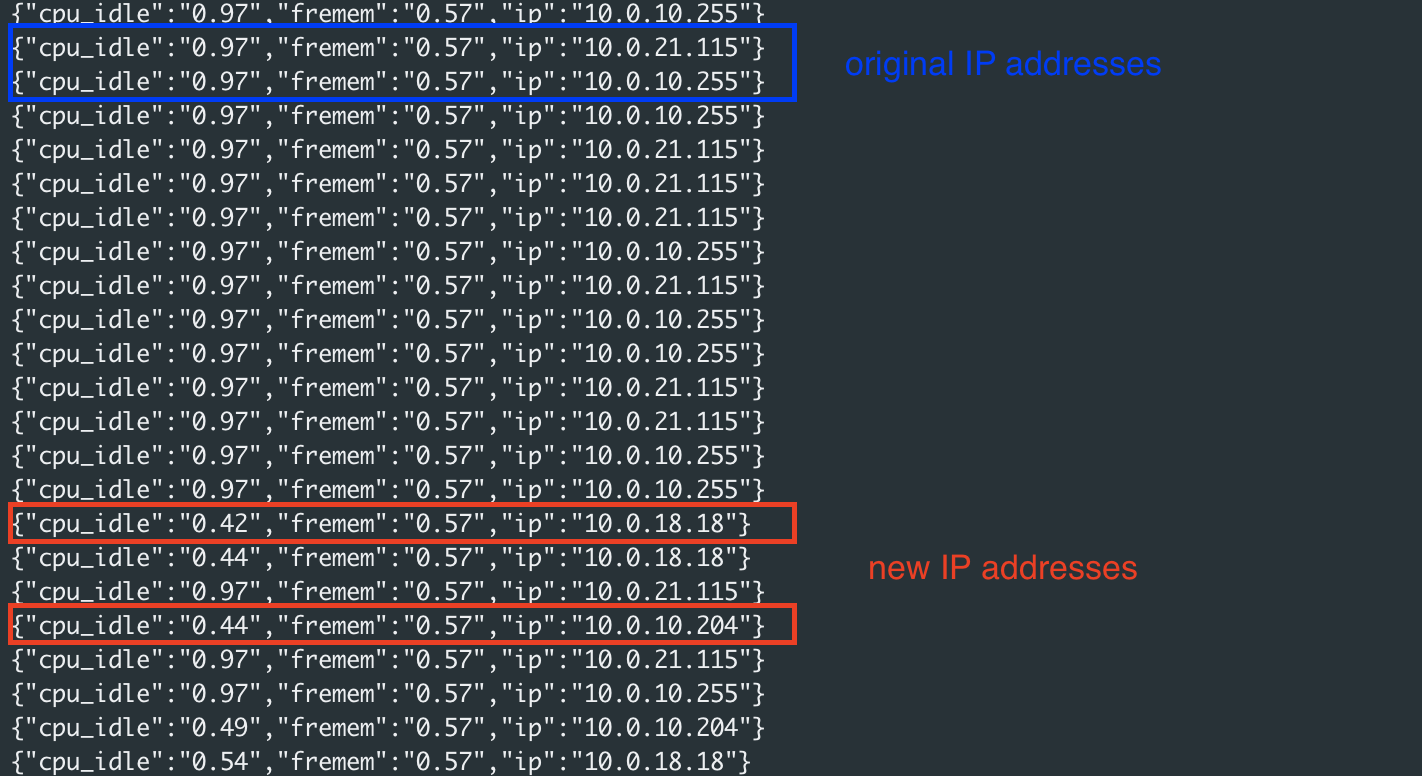 {"cpu_idle":"0.97","fremem":"0.57","ip":"10.0.10.255"}
{"cpu_idle":"0.97","fremem":"0.57","ip":"10.0.21.115"}
original IP addresses
{"cpu_idle":"0.97","fremem":"0.57","ip":"10.0.10.255"}
{"cpu_idle":"0.97","fremem":"0.57","ip":"10.0.10.255"}
{"cpu_idle":"0.97","fremem":"0.57","ip":"10.0.21.115"}
{"cpu_idle":"0.97","fremem":"0.57","ip":"10.0.21.115"}
{"cpu_idle":"0.97","fremem":"0.57","ip":"10.0.21.115"}
{"cpu_idle":"0.97","fremem":"0.57","ip":"10.0.10.255"}
{"cpu_idle":"0.97","fremem":"0.57","ip":"10.0.21.115"}
{"cpu_idle":"0.97","fremem":"0.57","ip":"10.0.10.255"}
{"cpu_idle":"0.97","fremem":"0.57","ip":"10.0.10.255"}
{"cpu_idle":"0.97","fremem":"0.57","ip":"10.0.21.115"}
{"cpu_idle":"0.97","fremem":"0.57","ip":"10.0.21.115"}
{"cpu_idle":"0.97","fremem":"0.57","ip":"10.0.10.255"}
{"cpu_idle":"0.97","fremem":"0.57","ip":"10.0.10.255"}
{"cpu_idle":"0.42","fremem":"0.57","ip":"10.0.18.18"}
{"cpu_idle":"0.44","fremem":"0.57","ip":"10.0.18.18"}
new IP addresses
{"cpu_idle":"0.97","fremem":"0.57","ip":"10.0.21.115"}
{"cpu_idle":"0.44","fremem":"0.57","ip":"10.0.10.204"}
{"cpu_idle":"0.97","fremem":"0.57","ip":"10.0.21.115"}
{"cpu_idle":"0.97","fremem":"0.57","ip":"10.0.10.255"}
{"cpu_idle":"0.49","fremem":"0.57","ip":"10.0.10.204"}
{"cpu_idle":"0.54","fremem":"0.57","ip":"10.0.18.18"}